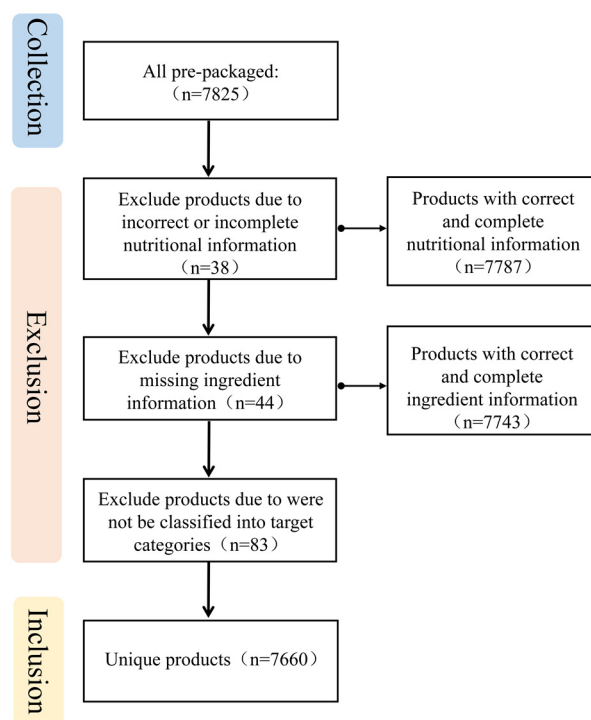 Collection
All pre-packaged:
（n=7825）
Exclusion
Exclude products due to
incorrect or incomplete
nutritional information
（n=38）
Products with correct
and complete
nutritional information
（n=7787）
Exclude products due to
missing ingredient
information（n=44）
Products with correct
and complete
ingredient information
（n=7743）
Exclude products due to were
not be classified into target
categories（n=83）
Inclusion
Unique products（n=7660）